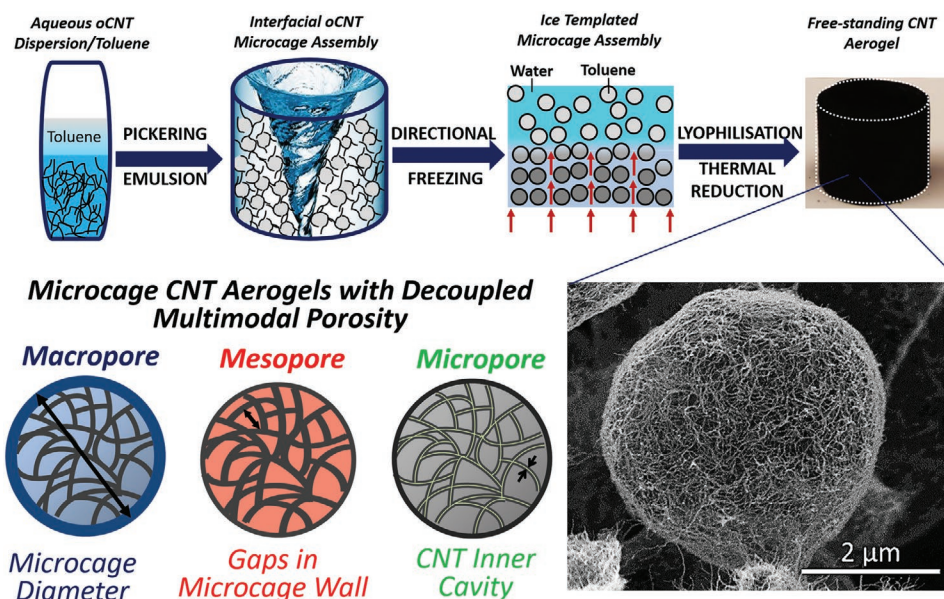 Aqueous oCNT
Dispersion/Toluene
Interfacial oCNT
Microcage Assembly
Ice Templated
Microcage Assembly
Free-standing CNT
Aerogel
Toluene
PICKERING
EMULSION
DIRECTIONAL
FREEZING
Water
Toluene
LYOPHILISATION
THERMAL
REDUCTION
Microcage CNT Aerogels with Decoupled
Multimodal Porosity
Macropore
Mesopore
Micropore
Microcage
Diameter
Gaps in
Microcage Wall
CNT Inner
Cavity
2 μm